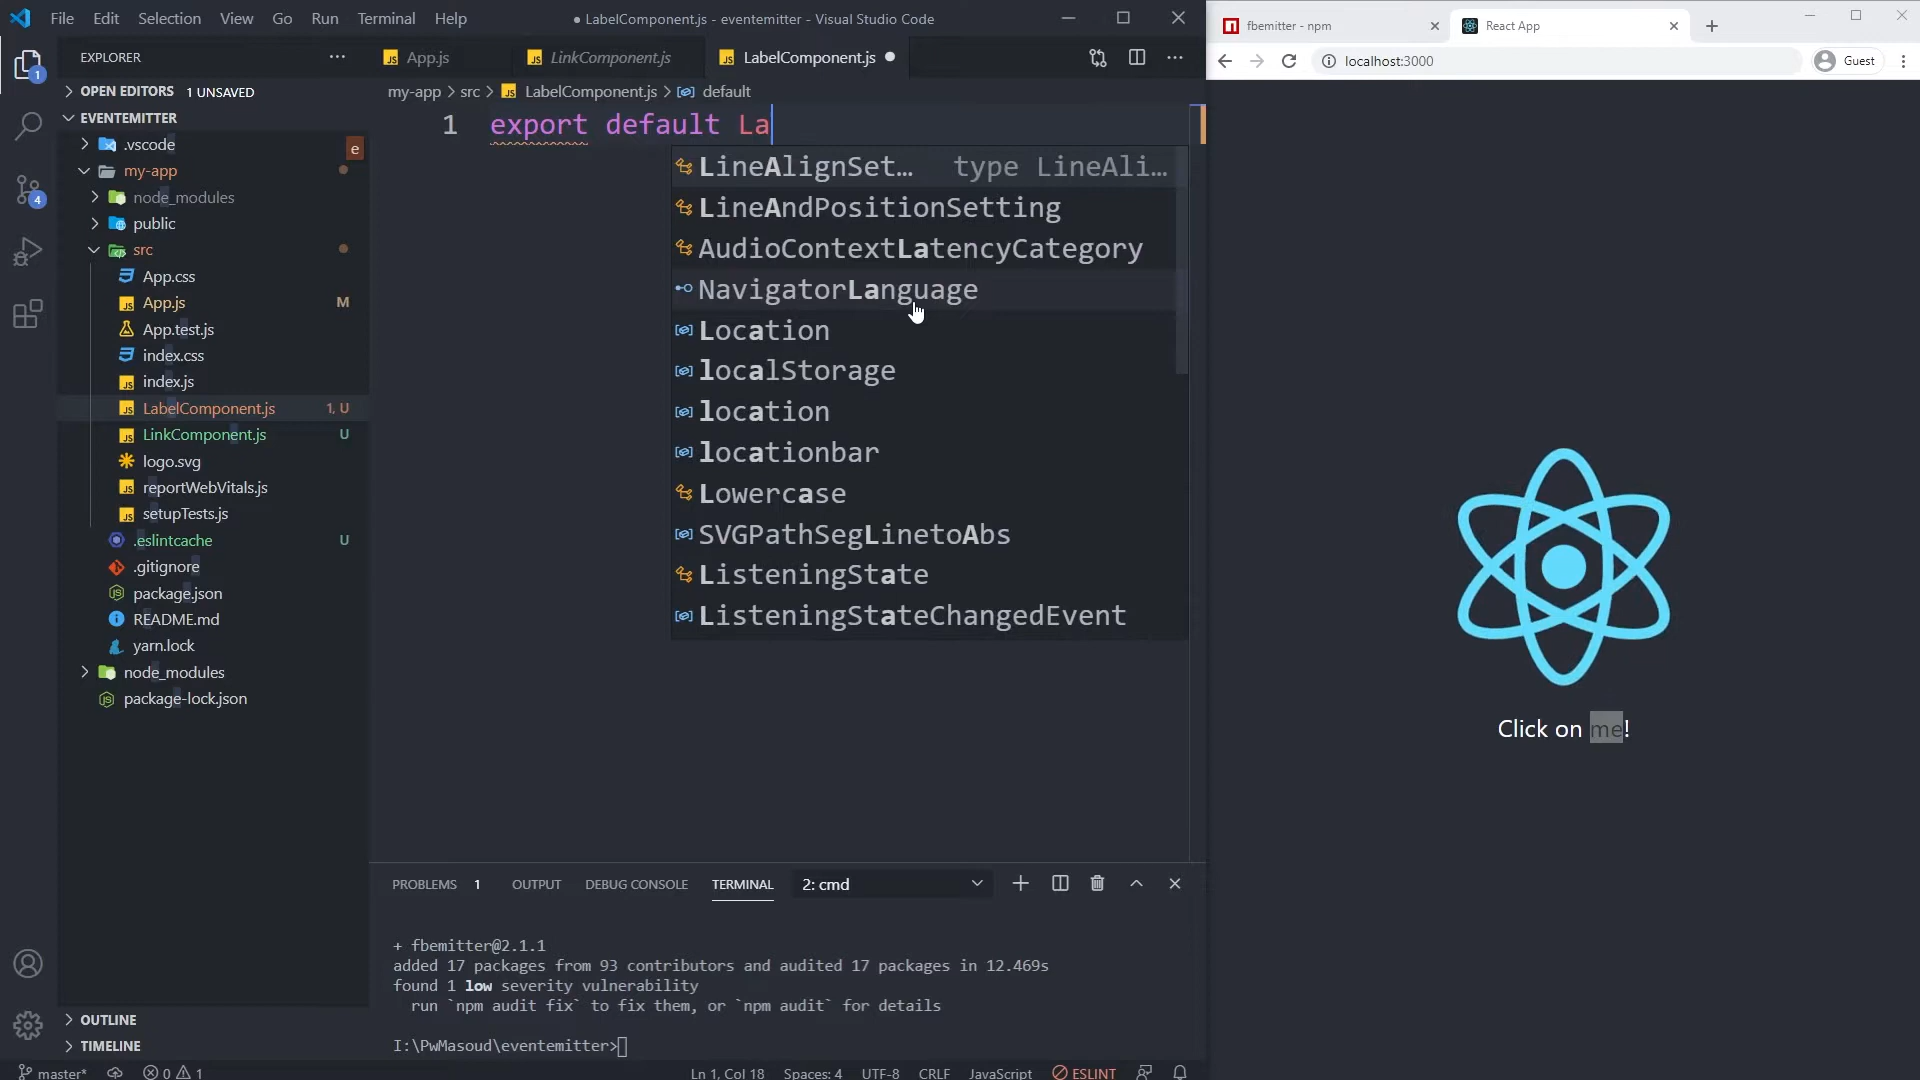 File Edit Selection View Go Run Terminal Help
● LabelComponent.js - eventemitter - Visual Studio Code
fbemitter - npm
React App
localhost:3000
Guest
EXPLORER
App.js
LinkComponent.js
LabelComponent.js
OPEN EDITORS 1 UNSAVED
my-app > src > LabelComponent.js > default
EVENTEMITTER
1 export default La
.vscode
e
my-app
node_modules
public
src
App.css
App.js M
App.test.js
index.css
index.js
LabelComponent.js 1, U
LinkComponent.js U
logo.svg
reportWebVitals.js
setupTests.js
.eslintcache U
.gitignore
package.json
README.md
yarn.lock
node_modules
package-lock.json
1
4
LineAlignSet… type LineAli…
LineAndPositionSetting
AudioContextLatencyCategory
NavigatorLanguage
Location
localStorage
location
locationbar
Lowercase
SVGPathSegLinetoAbs
ListeningState
ListeningStateChangedEvent
Click on me!
PROBLEMS 1 OUTPUT DEBUG CONSOLE TERMINAL 2: cmd
+ fbemitter@2.1.1
added 17 packages from 93 contributors and audited 17 packages in 12.469s
found 1 low severity vulnerability
run `npm audit fix` to fix them, or `npm audit` for details
I:\PwMasoud\eventemitter>
OUTLINE
TIMELINE
master* 0 1
Ln 1, Col 18 Spaces: 4 UTF-8 CRLF JavaScript ESLINT